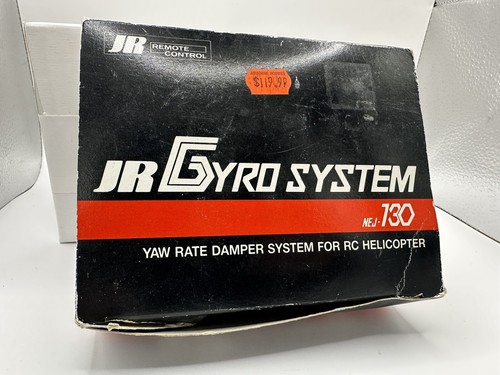 JR REMOTE
CONTROL
$119.99
JR GYRO SYSTEM
NEJ-130
YAW RATE DAMPER SYSTEM FOR RC HELICOPTER